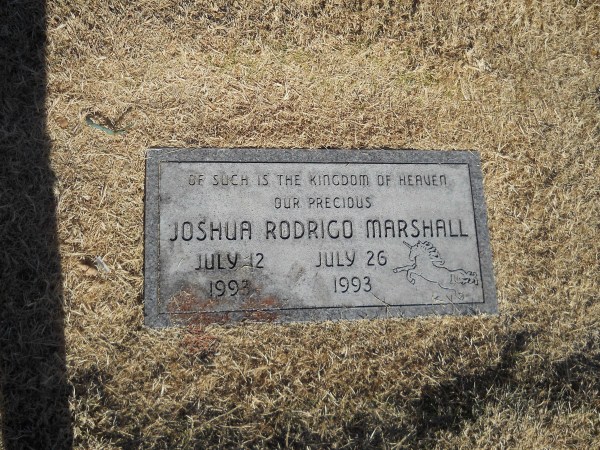 OF SUCH IS THE KINGDOM OF HEAVEN
OUR PRECIOUS
JOSHUA RODRIGO MARSHALL
JULY 12 JULY 26
1993 1993